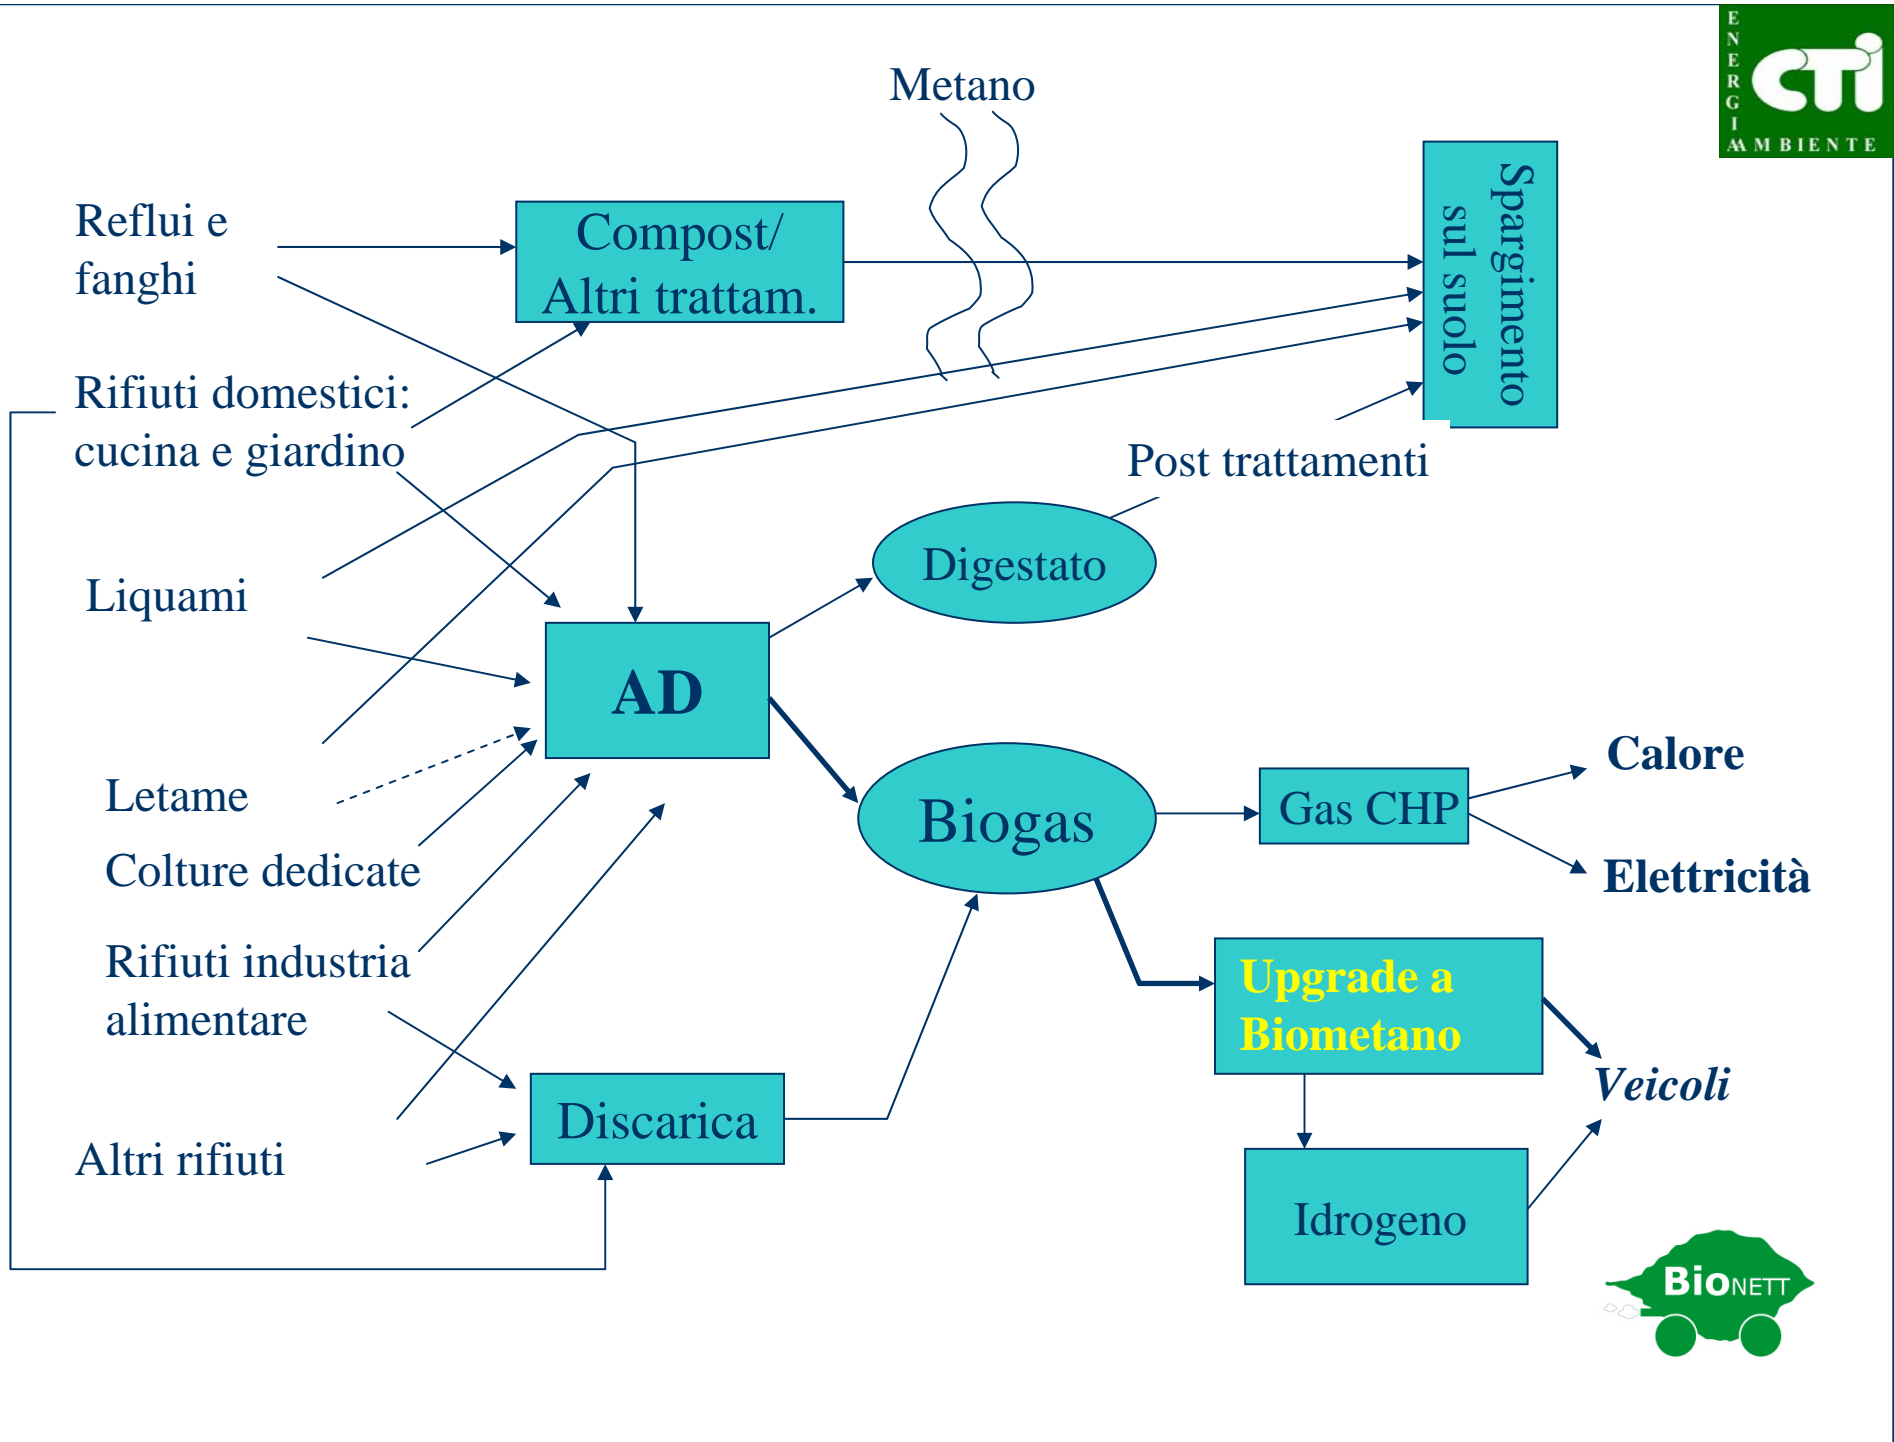 ENERGIA
CTI
AMBIENTE
Metano
Reflui e
fanghi
Compost/
Altri trattam.
Spargimento
sul suolo
Rifiuti domestici:
cucina e giardino
Post trattamenti
Digestato
Liquami
AD
Calore
Letame
Biogas
Gas CHP
Colture dedicate
Elettricità
Rifiuti industria
alimentare
Upgrade a
Biometano
Veicoli
Discarica
Altri rifiuti
Idrogeno
BioNETT